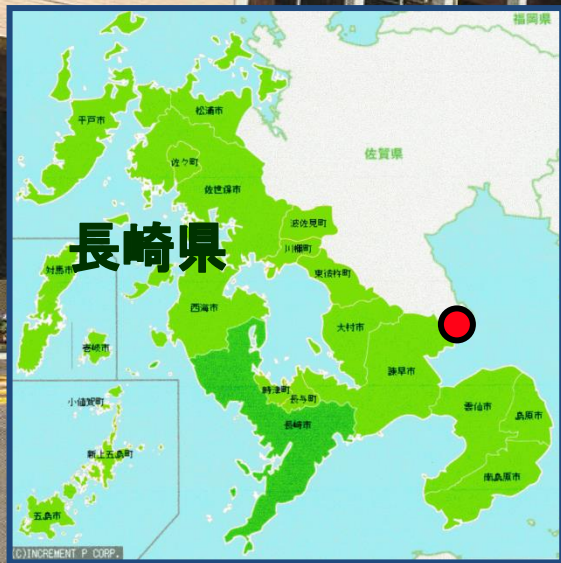 福岡県
松浦市
平戸市
佐賀県
佐々町
佐世保市
波佐見町
長崎県
川棚町
対馬市
東彼杵町
西海市
大村市
壱岐市
諫早市
時津町
長与町
小値賀町
雲仙市
島原市
長崎市
新上五島町
南島原市
五島市
(C)INCREMENT P CORP.